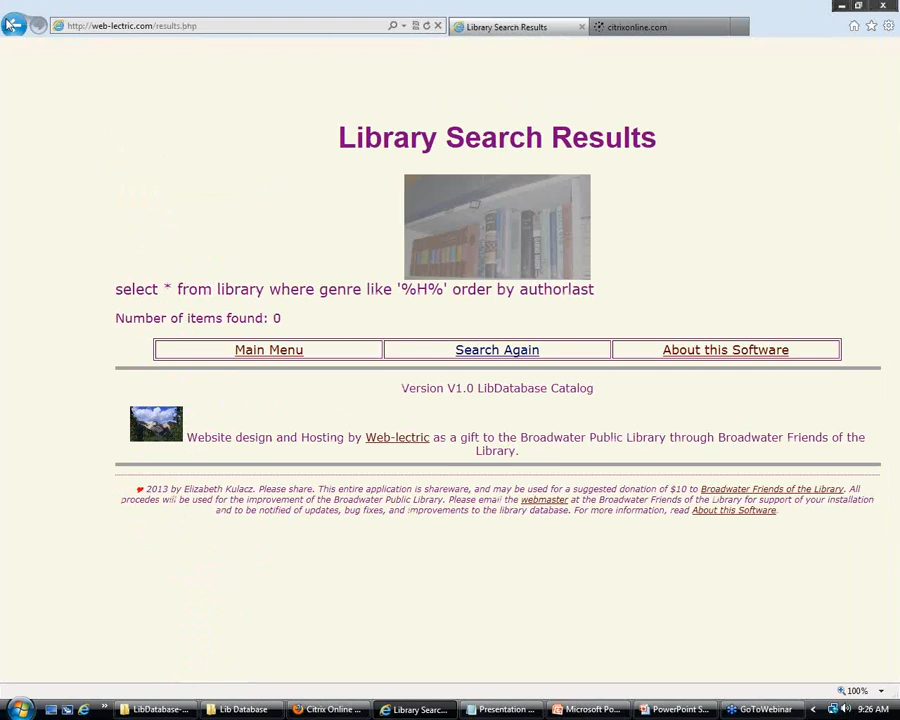 http://web-lectric.com/results.php
Library Search Results
citrixonline.com
Library Search Results
select * from library where genre like '%H%' order by authorlast
Number of items found: 0
Main Menu
Search Again
About this Software
Version V1.0 LibDatabase Catalog
Website design and Hosting by Web-lectric as a gift to the Broadwater Public Library through Broadwater Friends of the
Library.
2013 by Elizabeth Kulacz. Please share. This entire application is shareware, and may be used for a suggested donation of $10 to Broadwater Friends of the Library. All
procedes will be used for the improvement of the Broadwater Public Library. Please email the webmaster at Broadwater Friends of the Library for support of your installation
and to be notified of updates, bug fixes, and improvements to the library database. For more information, read About this Software.
100%
LibDatabase-...
Lib Database
Citrix Online ...
Library Searc...
Presentation ...
Microsoft Po...
PowerPoint S...
GoToWebinar
9:26 AM